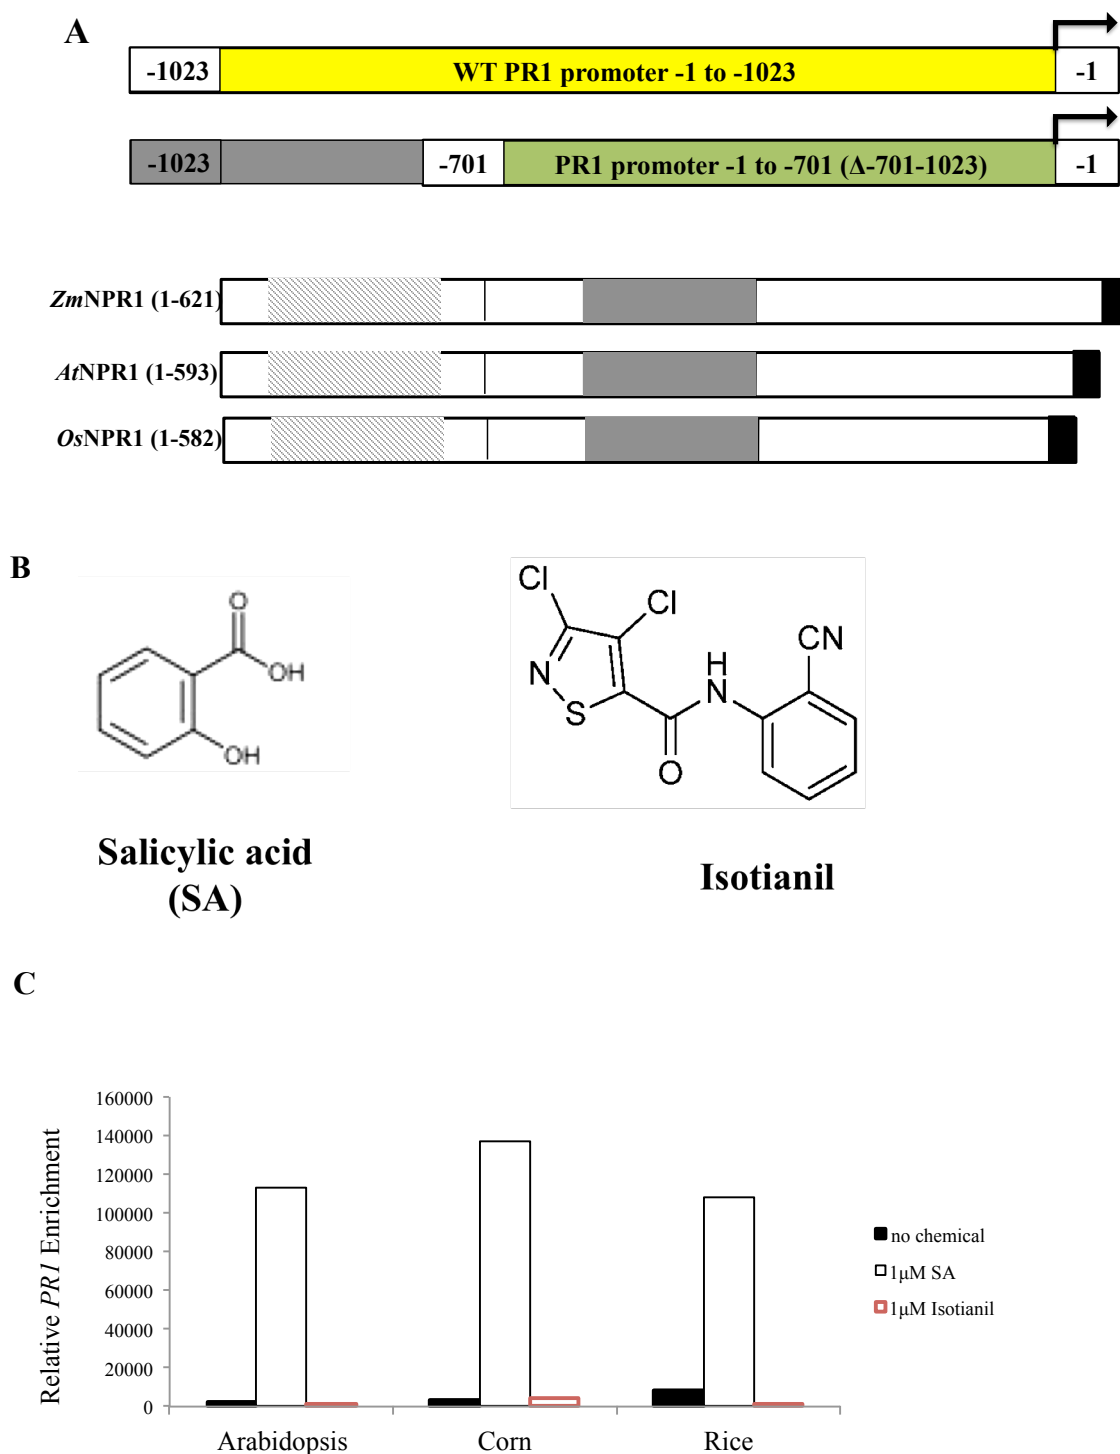 A
-1023 WT PR1 promoter -1 to -1023 -1
-1023 -701 PR1 promoter -1 to -701 (Δ-701-1023) -1
ZmNPR1 (1-621)
AtNPR1 (1-593)
OsNPR1 (1-582)
B
O
OH
OH
Salicylic acid
(SA)
Cl
Cl
CN
H
N
N
S
O
Isotianil
C
Relative PR1 Enrichment
160000
140000
120000
100000
80000
60000
40000
20000
0
Arabidopsis Corn Rice
no chemical
1μM SA
1μM Isotianil